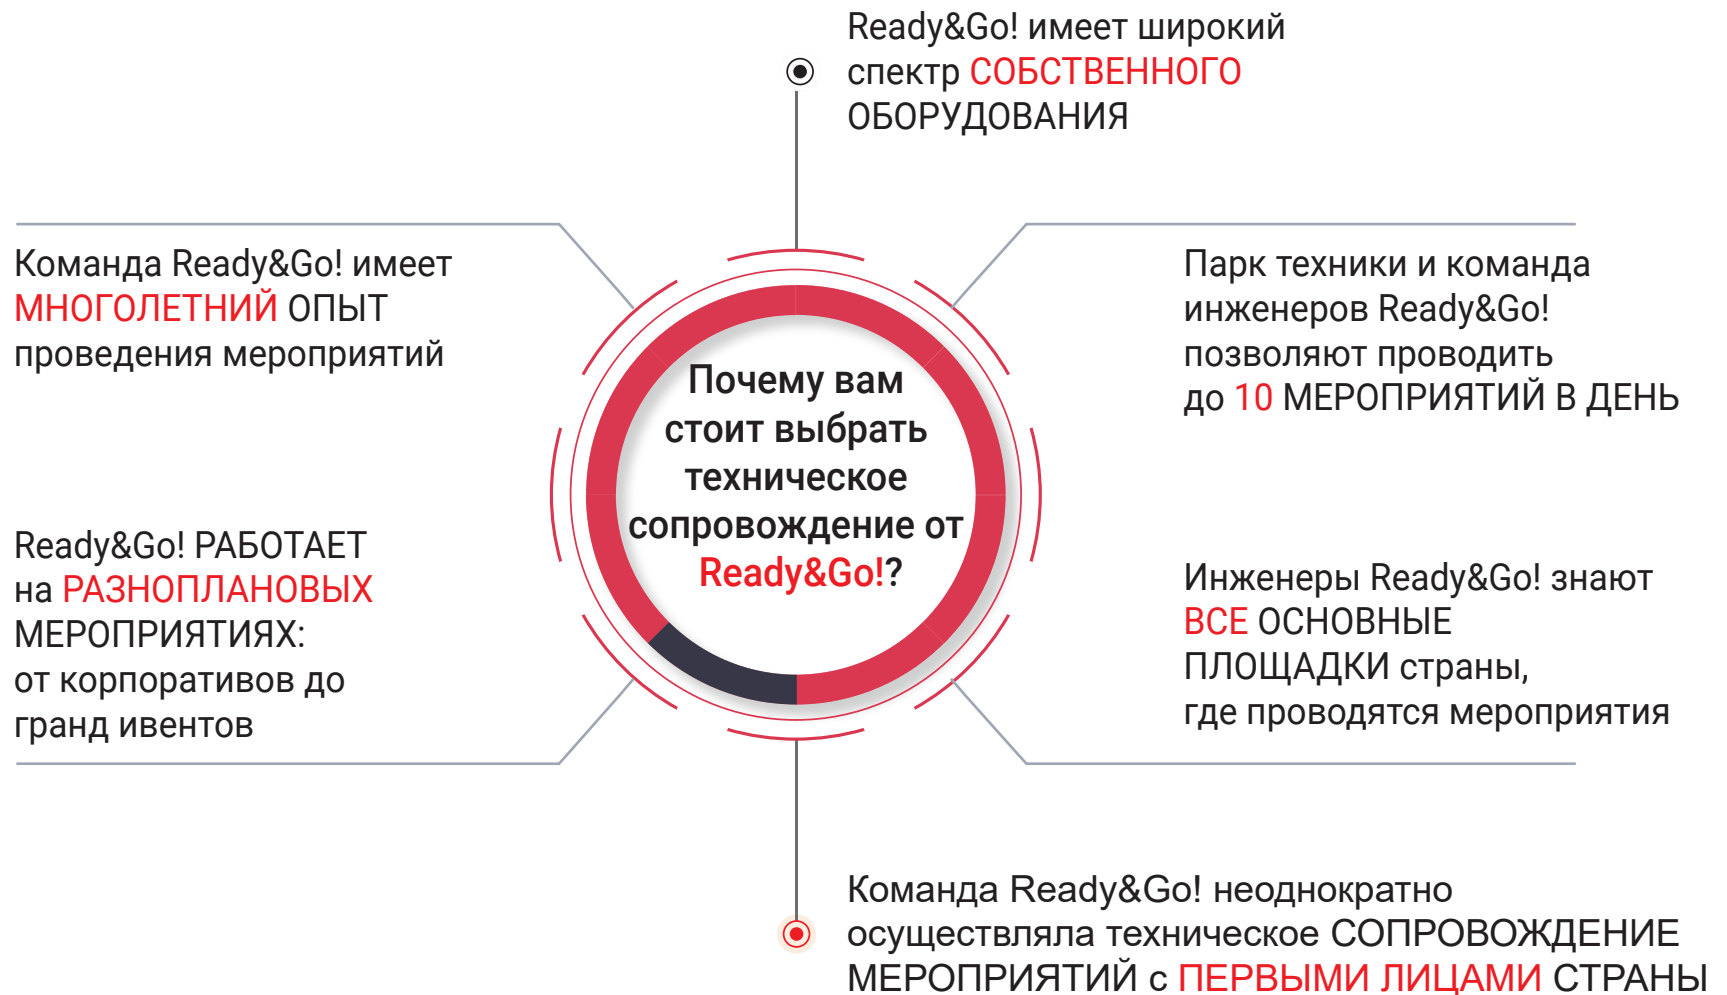 Ready&Go! имеет широкий
спектр СОБСТВЕННОГО
ОБОРУДОВАНИЯ
Команда Ready&Go! имеет
МНОГОЛЕТНИЙ ОПЫТ
проведения мероприятий
Парк техники и команда
инженеров Ready&Go!
позволяют проводить
до 10 МЕРОПРИЯТИЙ В ДЕНЬ
Почему вам
стоит выбрать
техническое
сопровождение от
Ready&Go!?
Ready&Go! РАБОТАЕТ
на РАЗНОПЛАНОВЫХ
МЕРОПРИЯТИЯХ:
от корпоративов до
гранд ивентов
Инженеры Ready&Go! знают
ВСЕ ОСНОВНЫЕ
ПЛОЩАДКИ страны,
где проводятся мероприятия
Команда Ready&Go! неоднократно
осуществляла техническое СОПРОВОЖДЕНИЕ
МЕРОПРИЯТИЙ с ПЕРВЫМИ ЛИЦАМИ СТРАНЫ